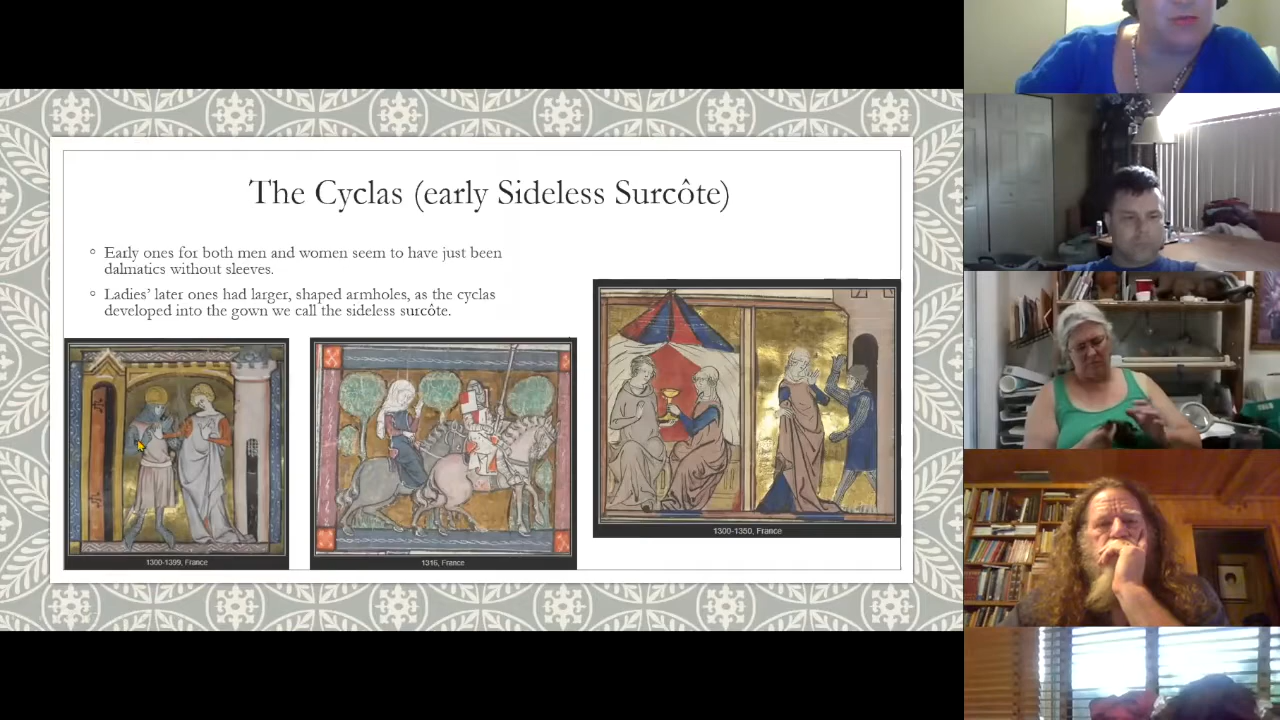 The Cyclas (early Sideless Surcôte)
◦ Early ones for both men and women seem to have just been
dalmatics without sleeves.
◦ Ladies' later ones had larger, shaped armholes, as the cyclas
developed into the gown we call the sideless surcôte.
1300-1399, France
1316, France
1300-1350, France